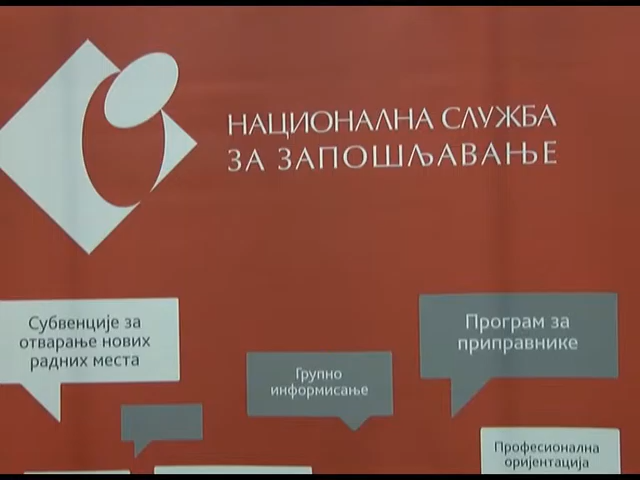 НАЦИОНАЛНА СЛУЖБА
ЗА ЗАПОШЉАВАЊЕ
Субвенције за
отварање нових
радних места
Програм за
приправнике
Групно
информисање
Професионална
оријентација